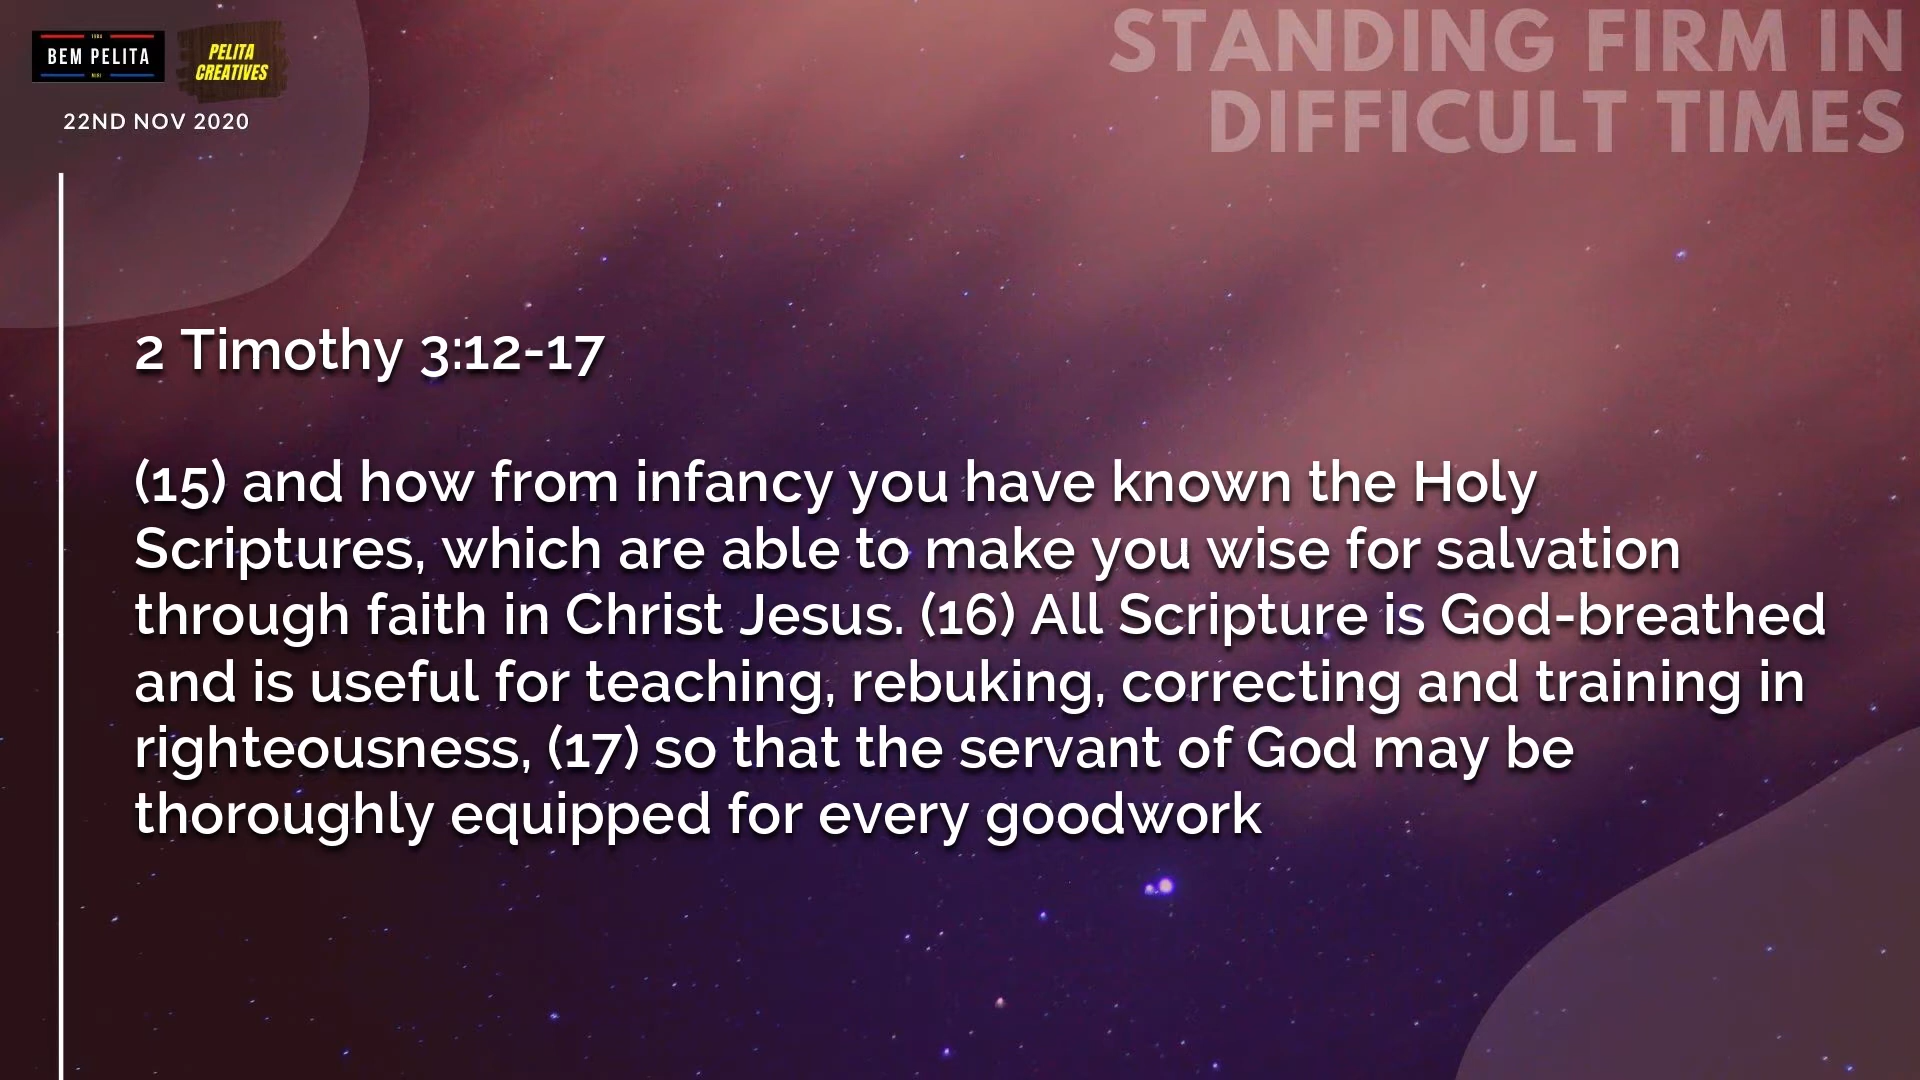 1984
BEM PELITA
MIRI
PELITA
CREATIVES
22ND NOV 2020
STANDING FIRM IN
DIFFICULT TIMES
2 Timothy 3:12-17
(15) and how from infancy you have known the Holy
Scriptures, which are able to make you wise for salvation
through faith in Christ Jesus. (16) All Scripture is God-breathed
and is useful for teaching, rebuking, correcting and training in
righteousness, (17) so that the servant of God may be
thoroughly equipped for every goodwork